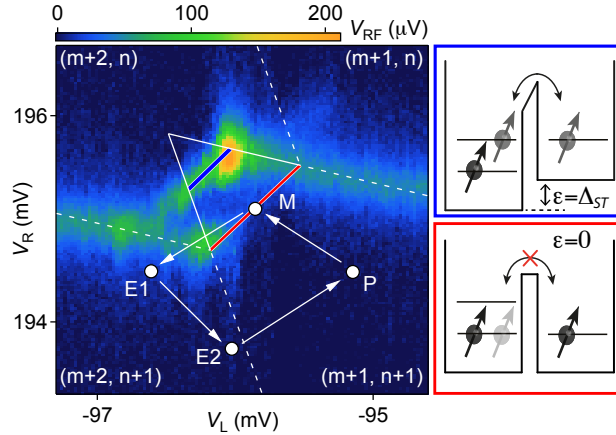 0
100
200
V_RF (μV)
(m+2, n)
(m+1, n)
196
194
V_R (mV)
M
E1
P
E2
(m+2, n+1)
(m+1, n+1)
-97
V_L (mV)
-95
ε=Δ_ST
ε=0